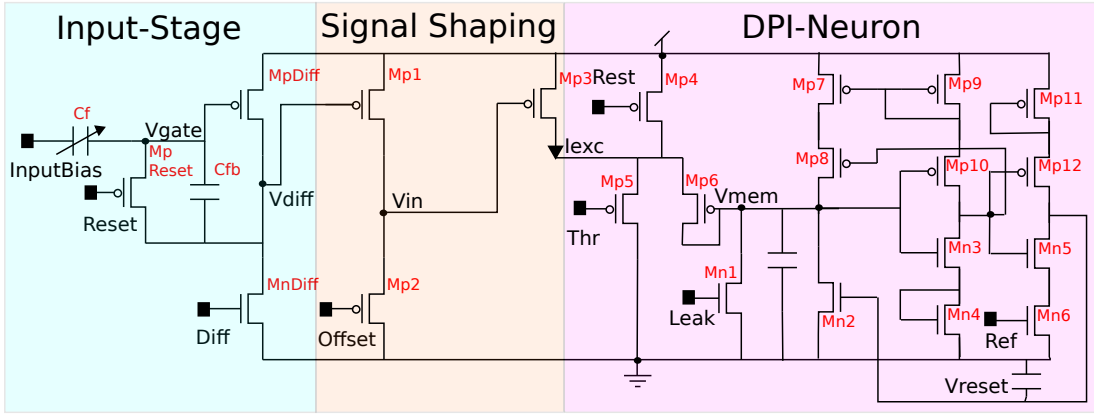 Input-Stage
Signal Shaping
DPI-Neuron
MpDiff
Mp1
Mp3
Rest
Mp4
Mp7
Mp9
Mp11
Cf
Vgate
InputBias
Mp
Reset
Cfb
Iexc
Mp8
Mp10
Mp12
Reset
Vdiff
Vin
Mp5
Mp6
Vmem
Thr
Mn3
Mn5
MnDiff
Mp2
Mn1
Diff
Offset
Leak
Mn2
Mn4
Ref
Mn6
Vreset